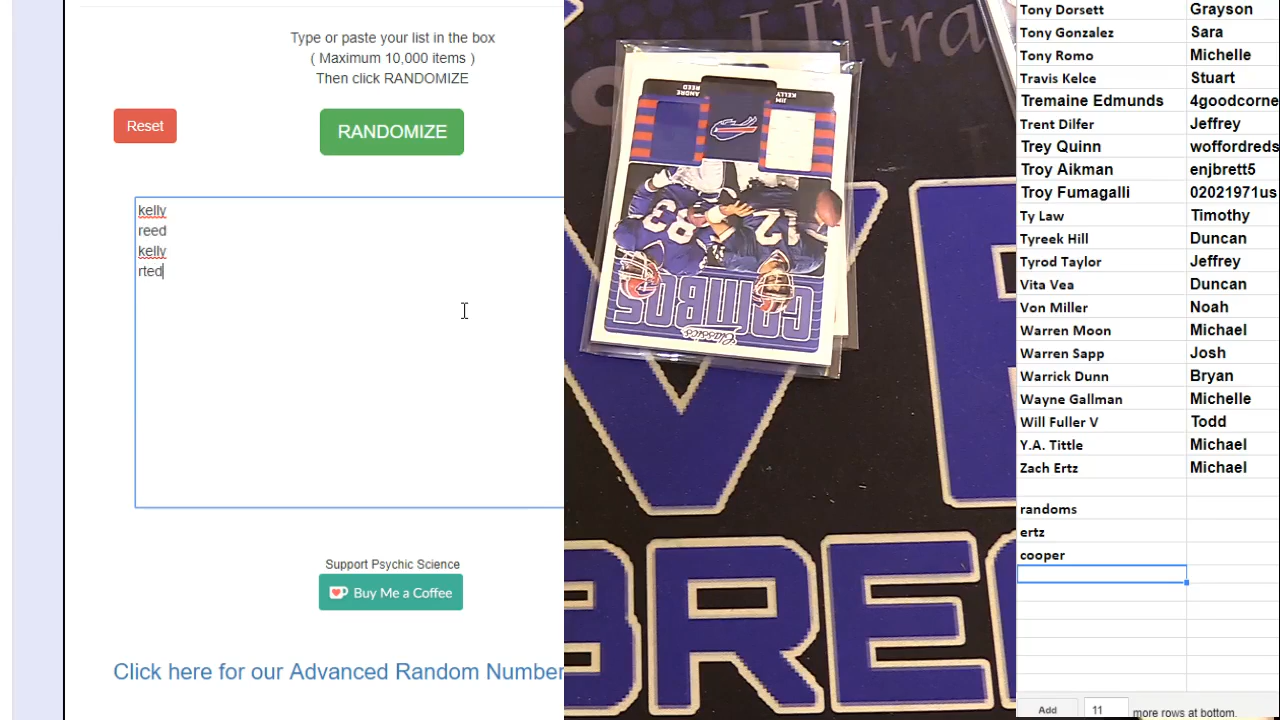 Type or paste your list in the box
( Maximum 10,000 items )
Then click RANDOMIZE
Reset
RANDOMIZE
kelly
reed
kelly
rted
Support Psychic Science
Buy Me a Coffee
Click here for our Advanced Random Number
Ultra
ANDRE
REED
JIM
KELLY
83
12
COMBOS
Classics
BRE
Tony Dorsett Grayson
Tony Gonzalez Sara
Tony Romo Michelle
Travis Kelce Stuart
Tremaine Edmunds 4goodcorne
Trent Dilfer Jeffrey
Trey Quinn woffordreds
Troy Aikman enjbrett5
Troy Fumagalli 02021971us
Ty Law Timothy
Tyreek Hill Duncan
Tyrod Taylor Jeffrey
Vita Vea Duncan
Von Miller Noah
Warren Moon Michael
Warren Sapp Josh
Warrick Dunn Bryan
Wayne Gallman Michelle
Will Fuller V Todd
Y.A. Tittle Michael
Zach Ertz Michael
randoms
ertz
cooper
Add 11 more rows at bottom.